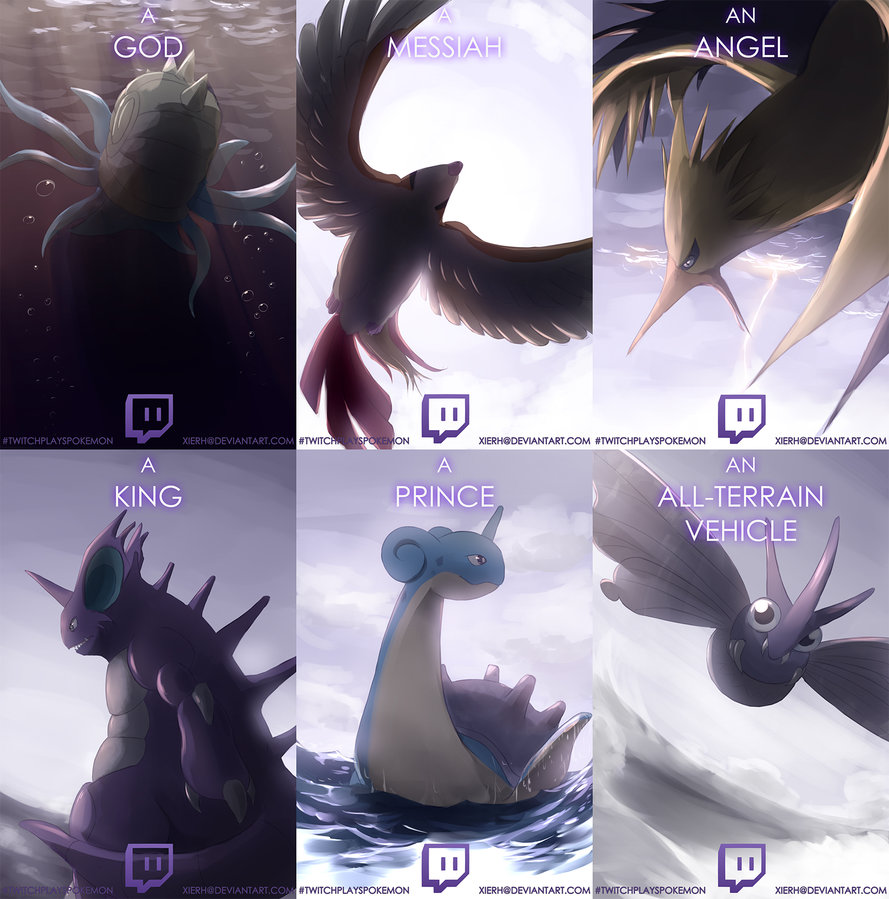 A
GOD
#TWITCHPLAYSPOKEMON
XIERH@DEVIANTART.COM
A
MESSIAH
#TWITCHPLAYSPOKEMON
XIERH@DEVIANTART.COM
AN
ANGEL
#TWITCHPLAYSPOKEMON
XIERH@DEVIANTART.COM
A
KING
#TWITCHPLAYSPOKEMON
XIERH@DEVIANTART.COM
A
PRINCE
#TWITCHPLAYSPOKEMON
XIERH@DEVIANTART.COM
AN
ALL-TERRAIN
VEHICLE
#TWITCHPLAYSPOKEMON
XIERH@DEVIANTART.COM